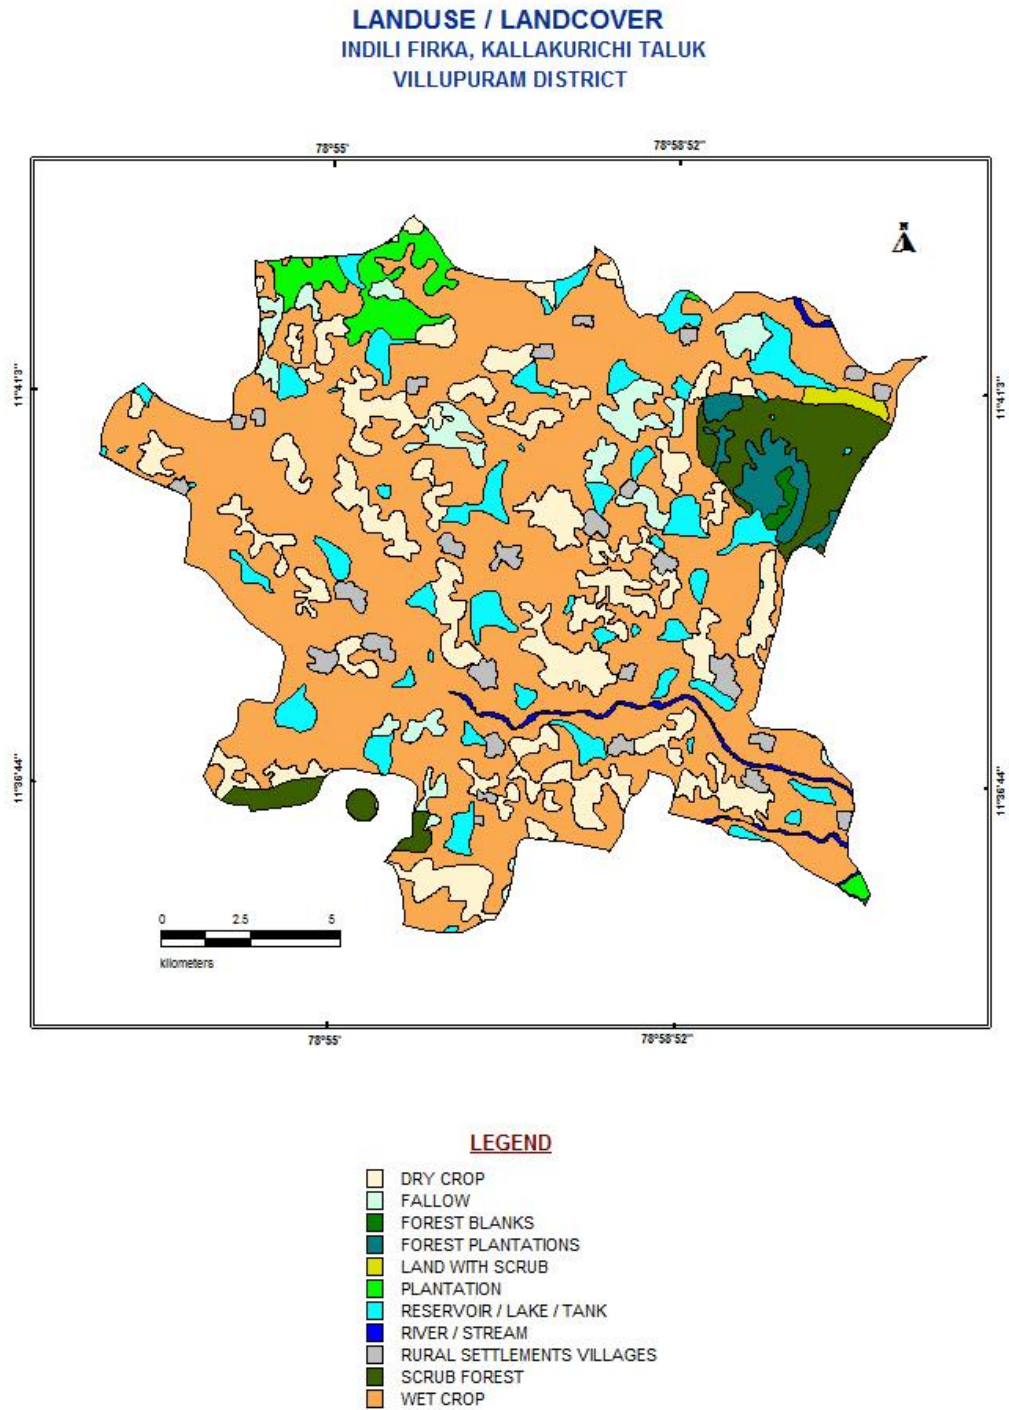 LANDUSE / LANDCOVER
INDILI FIRKA, KALLAKURICHI TALUK
VILLUPURAM DISTRICT
78°55'
78°58'52"
N
11°41'3"
11°41'3"
11°36'44"
11°36'44"
0 2.5 5
kilometers
78°55'
78°58'52"
LEGEND
DRY CROP
FALLOW
FOREST BLANKS
FOREST PLANTATIONS
LAND WITH SCRUB
PLANTATION
RESERVOIR / LAKE / TANK
RIVER / STREAM
RURAL SETTLEMENTS VILLAGES
SCRUB FOREST
WET CROP